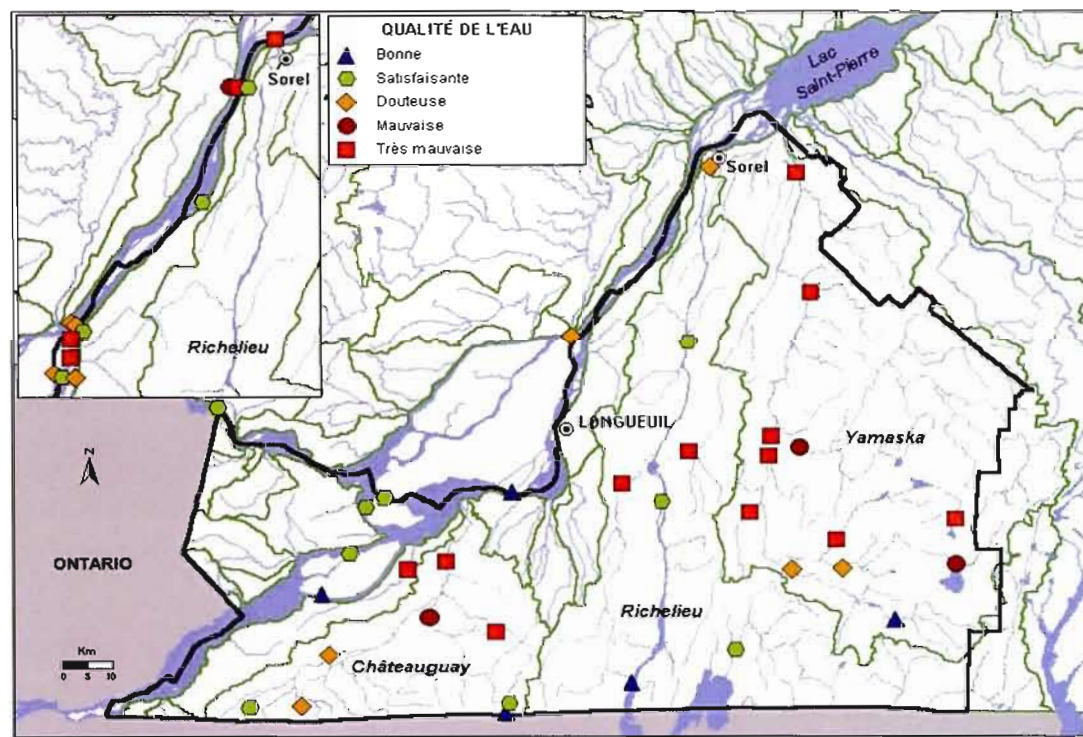 QUALITÉ DE L'EAU
Bonne
Satisfaisante
Douteuse
Mauvaise
Très mauvaise
Sorel
Richelieu
Lac
Saint-Pierre
Sorel
LONGUEUIL
Yamaska
N
ONTARIO
Richelieu
Châteauguay
Km
0 5 10